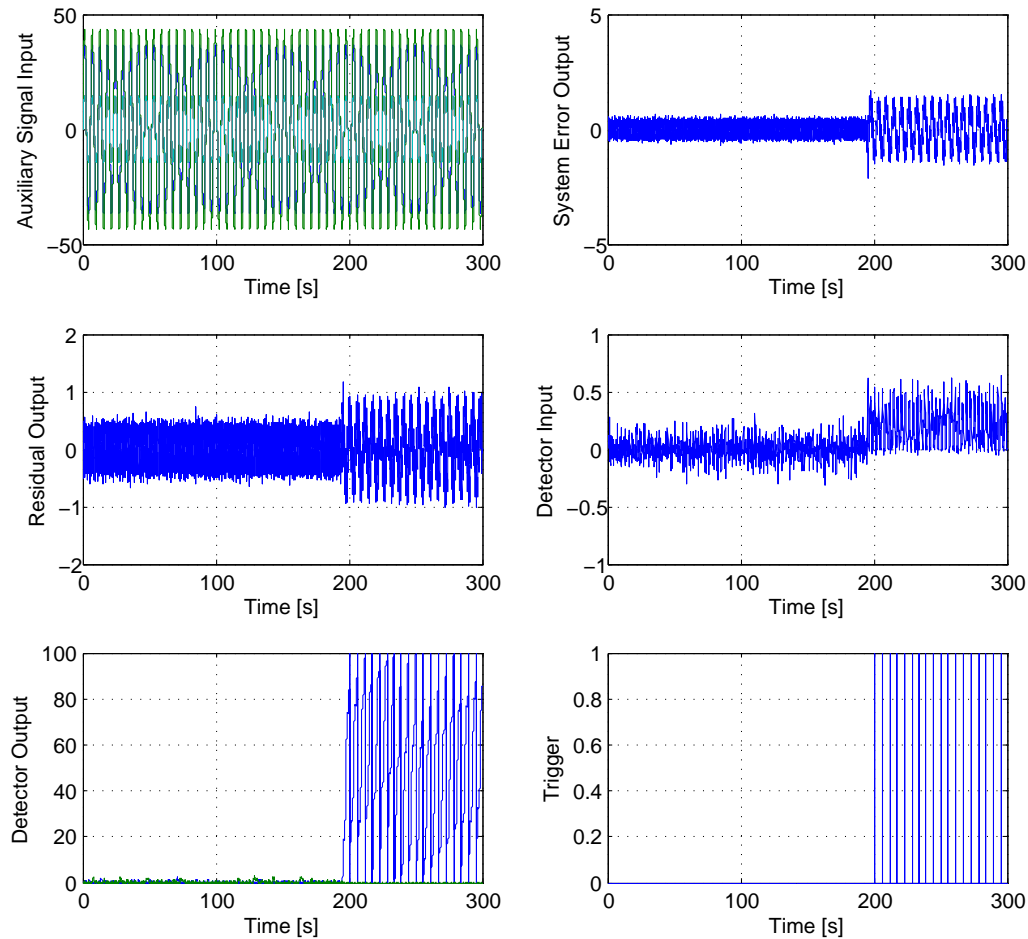 50
0
−50
Auxiliary Signal Input
0 100 200 300
Time [s]
5
0
−5
System Error Output
0 100 200 300
Time [s]
2
1
0
−1
−2
Residual Output
0 100 200 300
Time [s]
1
0.5
0
−0.5
−1
Detector Input
0 100 200 300
Time [s]
100
80
60
40
20
0
Detector Output
0 100 200 300
Time [s]
1
0.8
0.6
0.4
0.2
0
Trigger
0 100 200 300
Time [s]